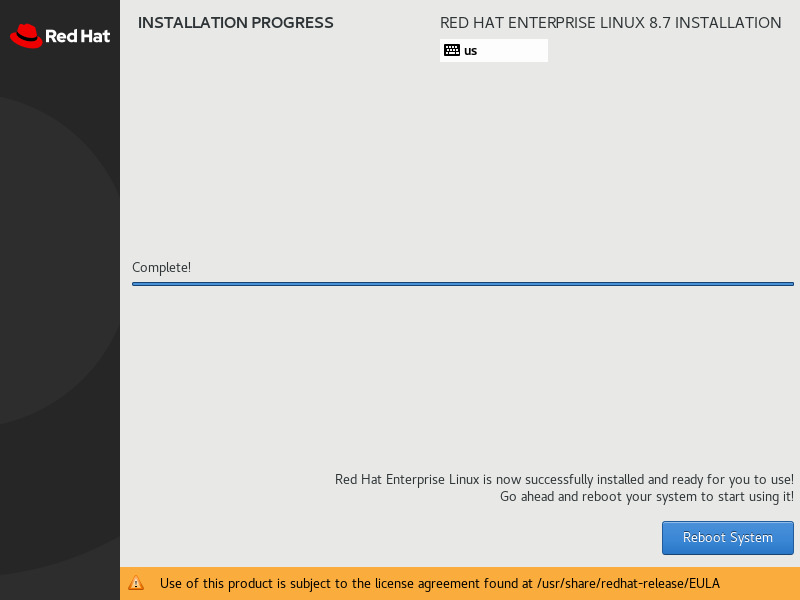 Red Hat
INSTALLATION PROGRESS
RED HAT ENTERPRISE LINUX 8.7 INSTALLATION
us
Complete!
Red Hat Enterprise Linux is now successfully installed and ready for you to use!
Go ahead and reboot your system to start using it!
Reboot System
Use of this product is subject to the license agreement found at /usr/share/redhat-release/EULA